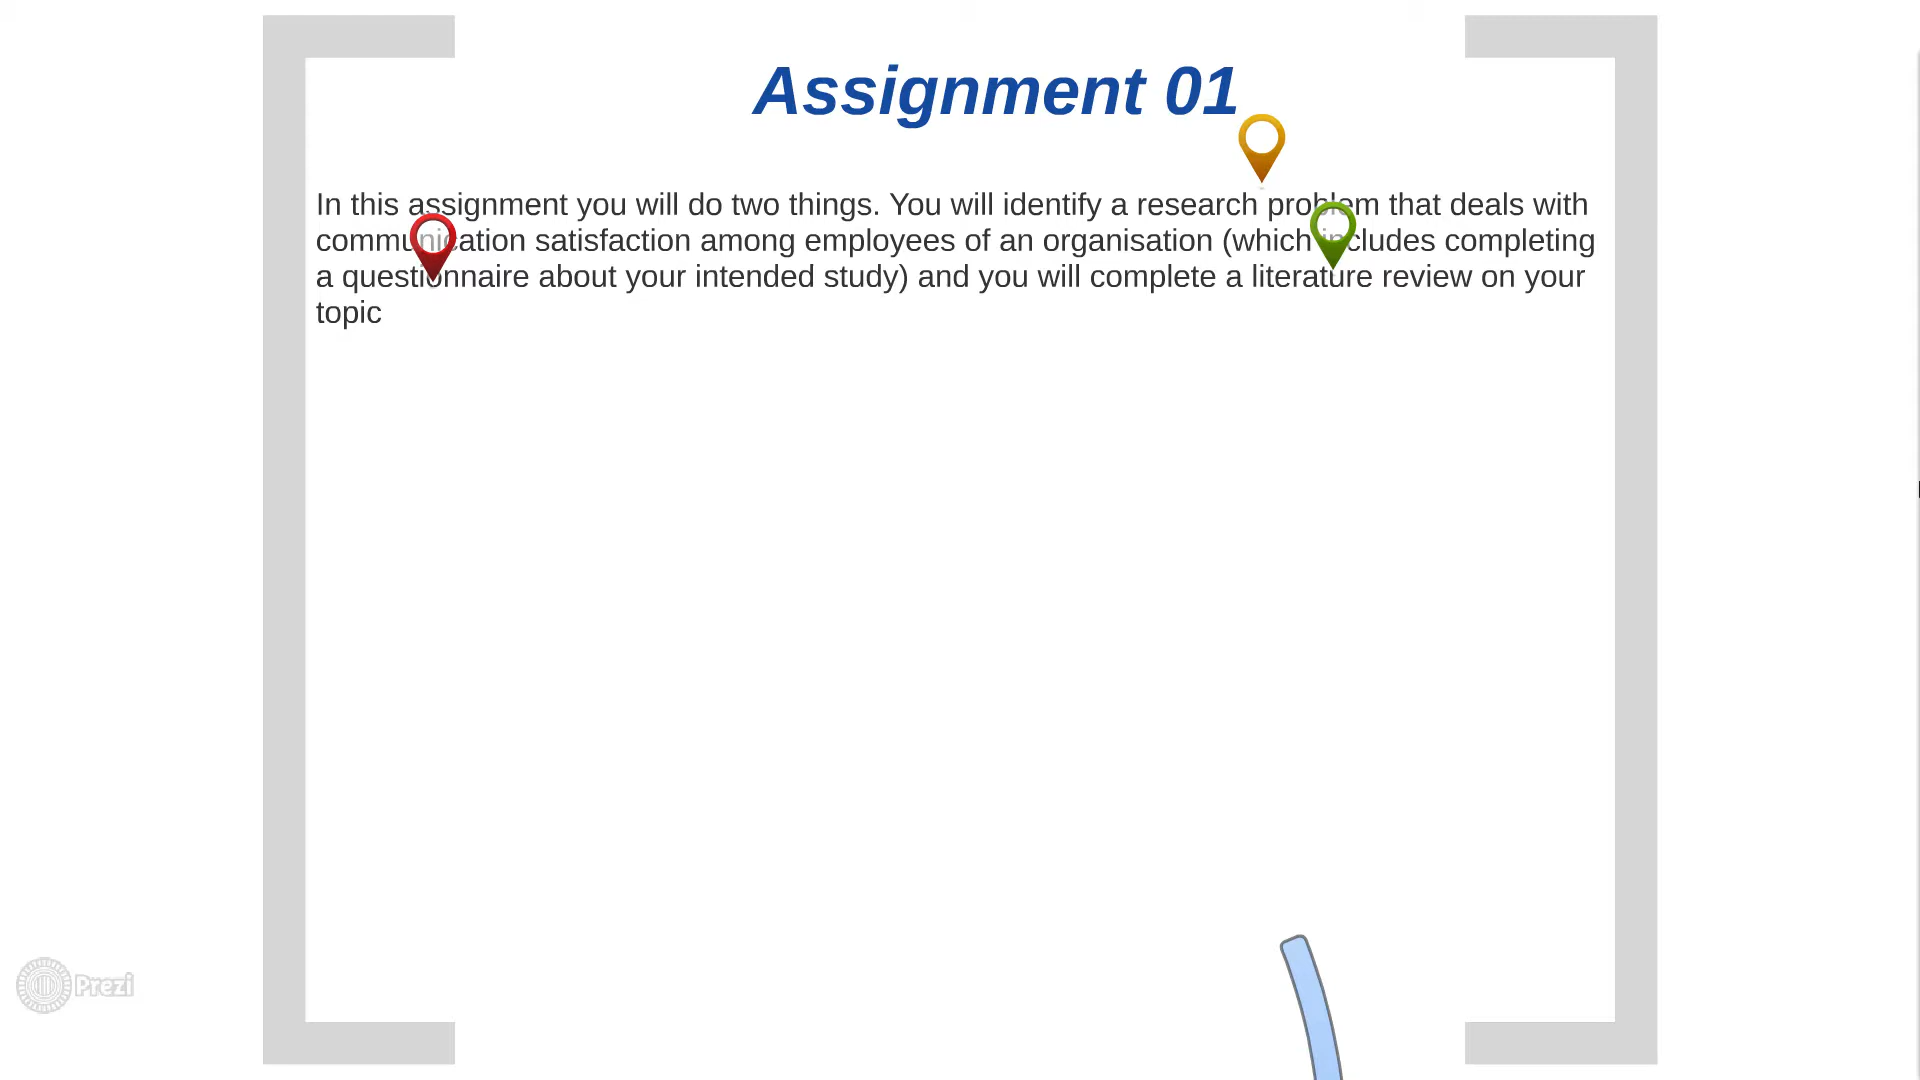 Assignment 01
In this assignment you will do two things. You will identify a research problem that deals with
communication satisfaction among employees of an organisation (which includes completing
a questionnaire about your intended study) and you will complete a literature review on your
topic
Prezi